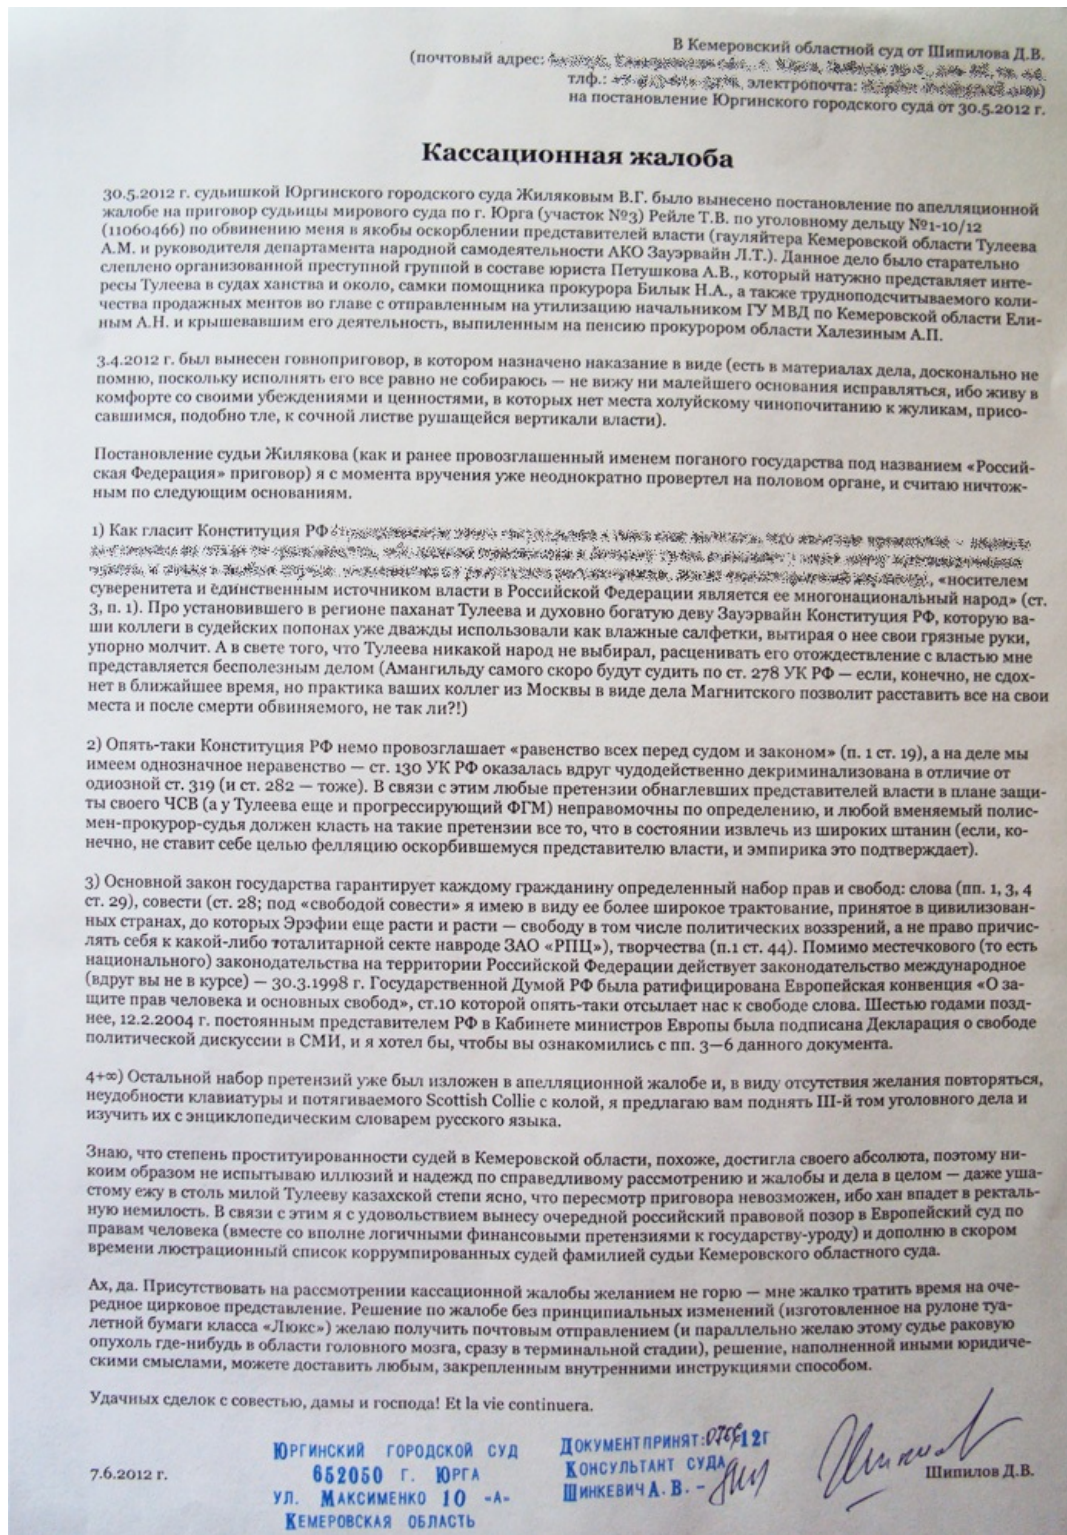 В Кемеровский областной суд от Шипилова Д.В.
(почтовый адрес:
тлф.: электропочта: )
на постановление Юргинского городского суда от 30.5.2012 г.
Кассационная жалоба
30.5.2012 г. судьишкой Юргинского городского суда Жиляковым В.Г. было вынесено постановление по апелляционной
жалобе на приговор судьицы мирового суда по г. Юрга (участок №3) Рейле Т.В. по уголовному дельцу №1-10/12
(11060466) по обвинению меня в якобы оскорблении представителей власти (гауляйтера Кемеровской области Тулеева
А.М. и руководителя департамента народной самодеятельности АКО Зауэрвайн Л.Т.). Данное дело было старательно
слеплено организованной преступной группой в составе юриста Петушкова А.В., который натужно представляет инте-
ресы Тулеева в судах ханства и около, самки помощника прокурора Билык Н.А., а также трудноподсчитываемого коли-
чества продажных ментов во главе с отправленным на утилизацию начальником ГУ МВД по Кемеровской области Ели-
ным А.Н. и крышевавшим его деятельность, выпиленным на пенсию прокурором области Халезиным А.П.
3.4.2012 г. был вынесен говноприговор, в котором назначено наказание в виде (есть в материалах дела, досконально не
помню, поскольку исполнять его все равно не собираюсь — не вижу ни малейшего основания исправляться, ибо живу в
комфорте со своими убеждениями и ценностями, в которых нет места холуйскому чинопочитанию к жуликам, присо-
савшимся, подобно тле, к сочной листве рушащейся вертикали власти).
Постановление судьи Жилякова (как и ранее провозглашенный именем поганого государства под названием «Россий-
ская Федерация» приговор) я с момента вручения уже неоднократно провертел на половом органе, и считаю ничтож-
ным по следующим основаниям.
1) Как гласит Конституция РФ
, «носителем
суверенитета и единственным источником власти в Российской Федерации является ее многонациональный народ» (ст.
3, п. 1). Про установившего в регионе паханат Тулеева и духовно богатую деву Зауэрвайн Конституция РФ, которую ва-
ши коллеги в судейских попонах уже дважды использовали как влажные салфетки, вытирая о нее свои грязные руки,
упорно молчит. А в свете того, что Тулеева никакой народ не выбирал, расценивать его отождествление с властью мне
представляется бесполезным делом (Амангильду самого скоро будут судить по ст. 278 УК РФ — если, конечно, не сдох-
нет в ближайшее время, но практика ваших коллег из Москвы в виде дела Магнитского позволит расставить все на свои
места и после смерти обвиняемого, не так ли?!)
2) Опять-таки Конституция РФ немо провозглашает «равенство всех перед судом и законом» (п. 1 ст. 19), а на деле мы
имеем однозначное неравенство — ст. 130 УК РФ оказалась вдруг чудодейственно декриминализована в отличие от
одиозной ст. 319 (и ст. 282 — тоже). В связи с этим любые претензии обнаглевших представителей власти в плане защи-
ты своего ЧСВ (а у Тулеева еще и прогрессирующий ФГМ) неправомочны по определению, и любой вменяемый полис-
мен-прокурор-судья должен класть на такие претензии все то, что в состоянии извлечь из широких штанин (если, ко-
нечно, не ставит себе целью фелляцию оскорбившемуся представителю власти, и эмпирика это подтверждает).
3) Основной закон государства гарантирует каждому гражданину определенный набор прав и свобод: слова (пп. 1, 3, 4
ст. 29), совести (ст. 28; под «свободой совести» я имею в виду ее более широкое трактование, принятое в цивилизован-
ных странах, до которых Эрэфии еще расти и расти — свободу в том числе политических воззрений, а не право причис-
лять себя к какой-либо тоталитарной секте навроде ЗАО «РПЦ»), творчества (п.1 ст. 44). Помимо местечкового (то есть
национального) законодательства на территории Российской Федерации действует законодательство международное
(вдруг вы не в курсе) — 30.3.1998 г. Государственной Думой РФ была ратифицирована Европейская конвенция «О за-
щите прав человека и основных свобод», ст.10 которой опять-таки отсылает нас к свободе слова. Шестью годами позд-
нее, 12.2.2004 г. постоянным представителем РФ в Кабинете министров Европы была подписана Декларация о свободе
политической дискуссии в СМИ, и я хотел бы, чтобы вы ознакомились с пп. 3—6 данного документа.
4+∞) Остальной набор претензий уже был изложен в апелляционной жалобе и, в виду отсутствия желания повторяться,
неудобности клавиатуры и потягиваемого Scottish Collie с колой, я предлагаю вам поднять III-й том уголовного дела и
изучить их с энциклопедическим словарем русского языка.
Знаю, что степень проституированности судей в Кемеровской области, похоже, достигла своего абсолюта, поэтому ни-
коим образом не испытываю иллюзий и надежд по справедливому рассмотрению и жалобы и дела в целом — даже уша-
стому ежу в столь милой Тулееву казахской степи ясно, что пересмотр приговора невозможен, ибо хан впадет в ректаль-
ную немилость. В связи с этим я с удовольствием вынесу очередной российский правовой позор в Европейский суд по
правам человека (вместе со вполне логичными финансовыми претензиями к государству-уроду) и дополню в скором
времени люстрационный список коррумпированных судей фамилией судьи Кемеровского областного суда.
Ах, да. Присутствовать на рассмотрении кассационной жалобы желанием не горю — мне жалко тратить время на оче-
редное цирковое представление. Решение по жалобе без принципиальных изменений (изготовленное на рулоне туа-
летной бумаги класса «Люкс») желаю получить почтовым отправлением (и параллельно желаю этому судье раковую
опухоль где-нибудь в области головного мозга, сразу в терминальной стадии), решение, наполненной иными юридиче-
скими смыслами, можете доставить любым, закрепленным внутренними инструкциями способом.
Удачных сделок с совестью, дамы и господа! Et la vie continuera.
7.6.2012 г.
ЮРГИНСКИЙ ГОРОДСКОЙ СУД
652050 Г. ЮРГА
УЛ. МАКСИМЕНКО 10 «А»
КЕМЕРОВСКАЯ ОБЛАСТЬ
ДОКУМЕНТ ПРИНЯТ: 0706 12Г
КОНСУЛЬТАНТ СУДА
ШИНКЕВИЧ А. В. -
Шипилов Д.В.